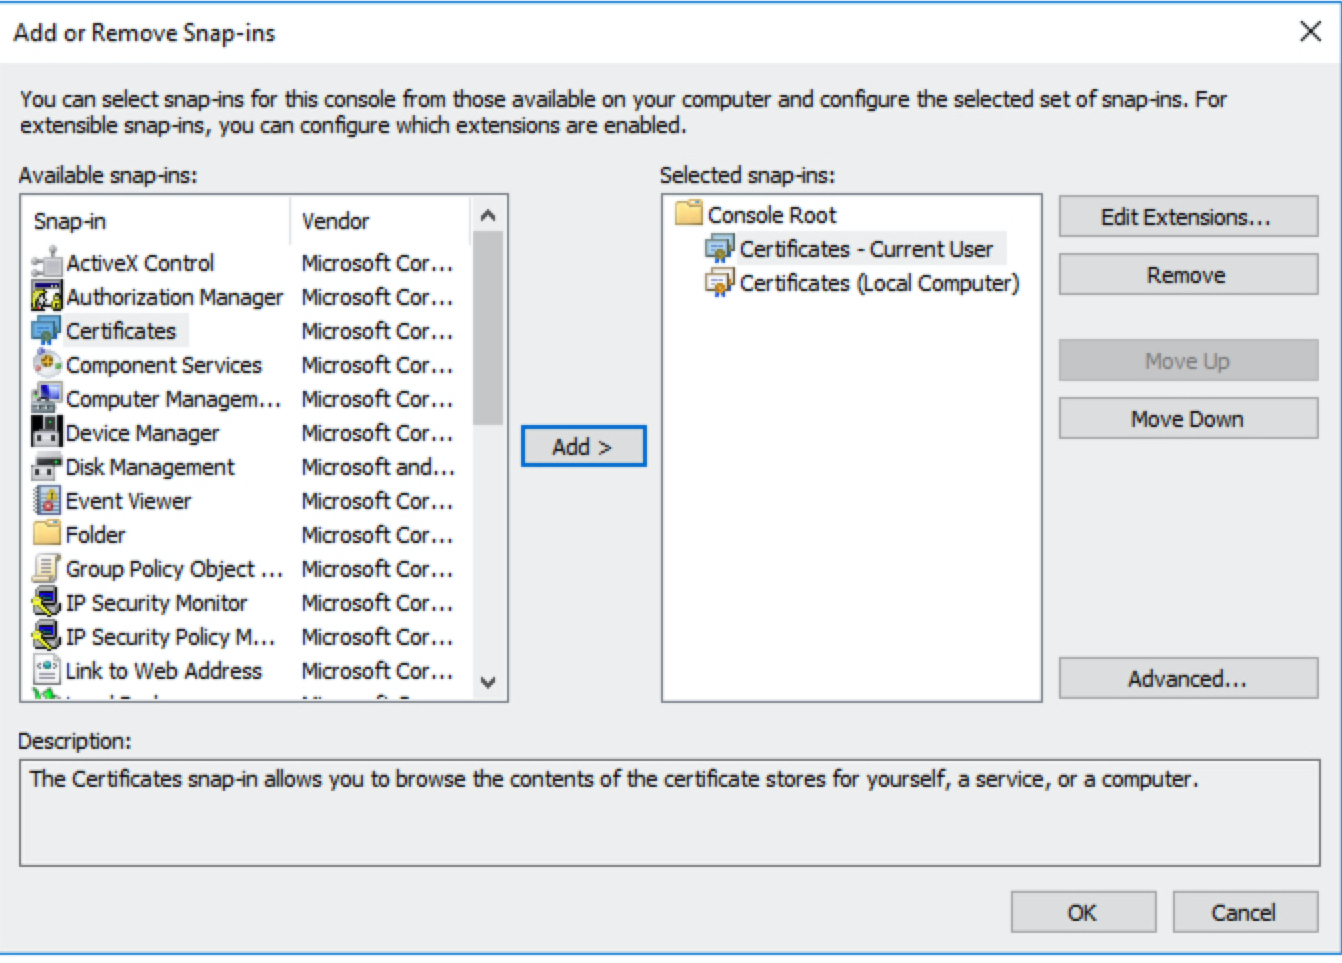 Add or Remove Snap-ins
You can select snap-ins for this console from those available on your computer and configure the selected set of snap-ins. For
extensible snap-ins, you can configure which extensions are enabled.
Available snap-ins:
Snap-in Vendor
ActiveX Control Microsoft Cor...
Authorization Manager Microsoft Cor...
Certificates Microsoft Cor...
Component Services Microsoft Cor...
Computer Managem... Microsoft Cor...
Device Manager Microsoft Cor...
Disk Management Microsoft and...
Event Viewer Microsoft Cor...
Folder Microsoft Cor...
Group Policy Object ... Microsoft Cor...
IP Security Monitor Microsoft Cor...
IP Security Policy M... Microsoft Cor...
Link to Web Address Microsoft Cor...
Add >
Selected snap-ins:
Console Root
Certificates - Current User
Certificates (Local Computer)
Edit Extensions...
Remove
Move Up
Move Down
Advanced...
Description:
The Certificates snap-in allows you to browse the contents of the certificate stores for yourself, a service, or a computer.
OK
Cancel